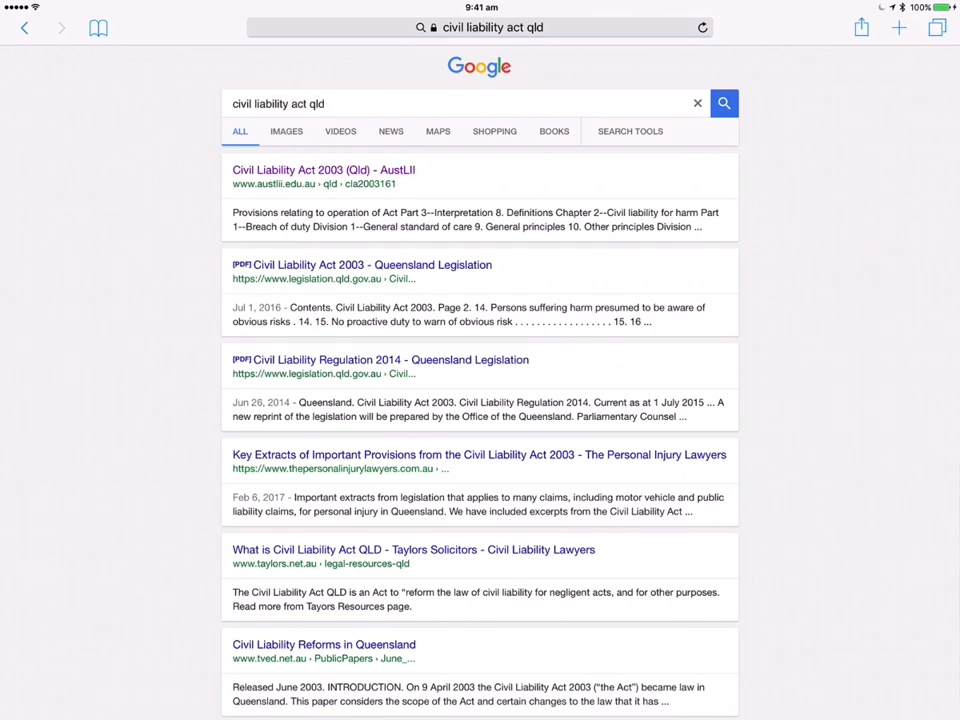 9:41 am
100%
civil liability act qld
Google
civil liability act qld
ALL IMAGES VIDEOS NEWS MAPS SHOPPING BOOKS SEARCH TOOLS
Civil Liability Act 2003 (Qld) - AustLII
www.austlii.edu.au › qld › cla2003161
Provisions relating to operation of Act Part 3--Interpretation 8. Definitions Chapter 2--Civil liability for harm Part
1--Breach of duty Division 1--General standard of care 9. General principles 10. Other principles Division ...
[PDF] Civil Liability Act 2003 - Queensland Legislation
https://www.legislation.qld.gov.au › Civil...
Jul 1, 2016 - Contents. Civil Liability Act 2003. Page 2. 14. Persons suffering harm presumed to be aware of
obvious risks . 14. 15. No proactive duty to warn of obvious risk . . . . . . . . . . . . . . . . . 15. 16 ...
[PDF] Civil Liability Regulation 2014 - Queensland Legislation
https://www.legislation.qld.gov.au › Civil...
Jun 26, 2014 - Queensland. Civil Liability Act 2003. Civil Liability Regulation 2014. Current as at 1 July 2015 ... A
new reprint of the legislation will be prepared by the Office of the Queensland. Parliamentary Counsel ...
Key Extracts of Important Provisions from the Civil Liability Act 2003 - The Personal Injury Lawyers
https://www.thepersonalinjurylawyers.com.au › ...
Feb 6, 2017 - Important extracts from legislation that applies to many claims, including motor vehicle and public
liability claims, for personal injury in Queensland. We have included excerpts from the Civil Liability Act ...
What is Civil Liability Act QLD - Taylors Solicitors - Civil Liability Lawyers
www.taylors.net.au › legal-resources-qld
The Civil Liability Act QLD is an Act to “reform the law of civil liability for negligent acts, and for other purposes.
Read more from Tayors Resources page.
Civil Liability Reforms in Queensland
www.tved.net.au › PublicPapers › June_...
Released June 2003. INTRODUCTION. On 9 April 2003 the Civil Liability Act 2003 (“the Act”) became law in
Queensland. This paper considers the scope of the Act and certain changes to the law that it has ...